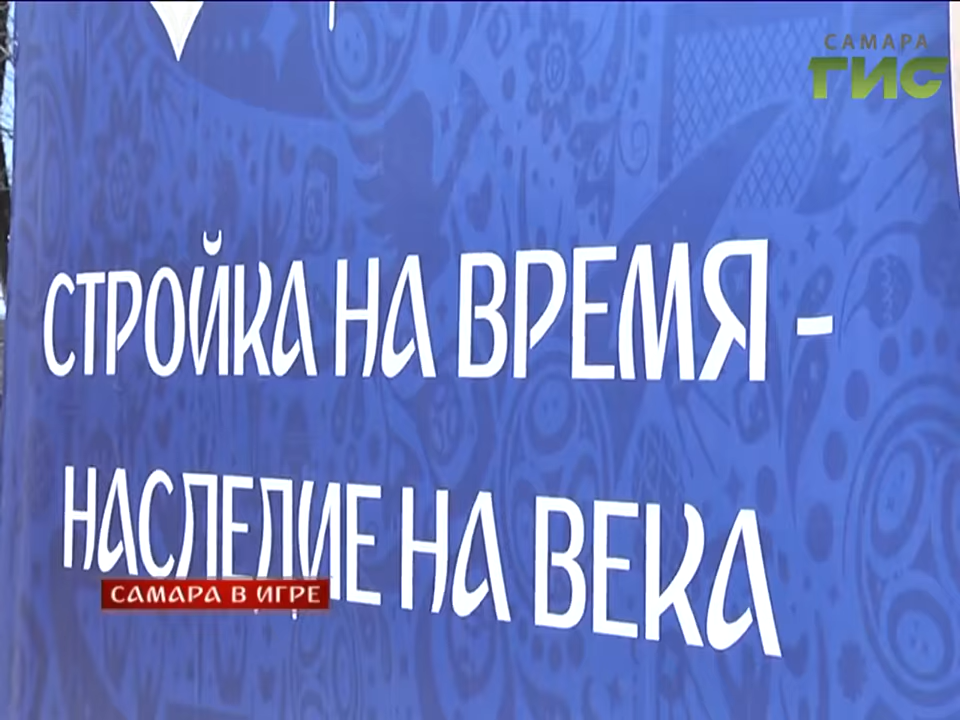 САМАРА
ГИС
СТРОЙКА НА ВРЕМЯ -
НАСЛЕДИЕ НА ВЕКА
САМАРА В ИГРЕ